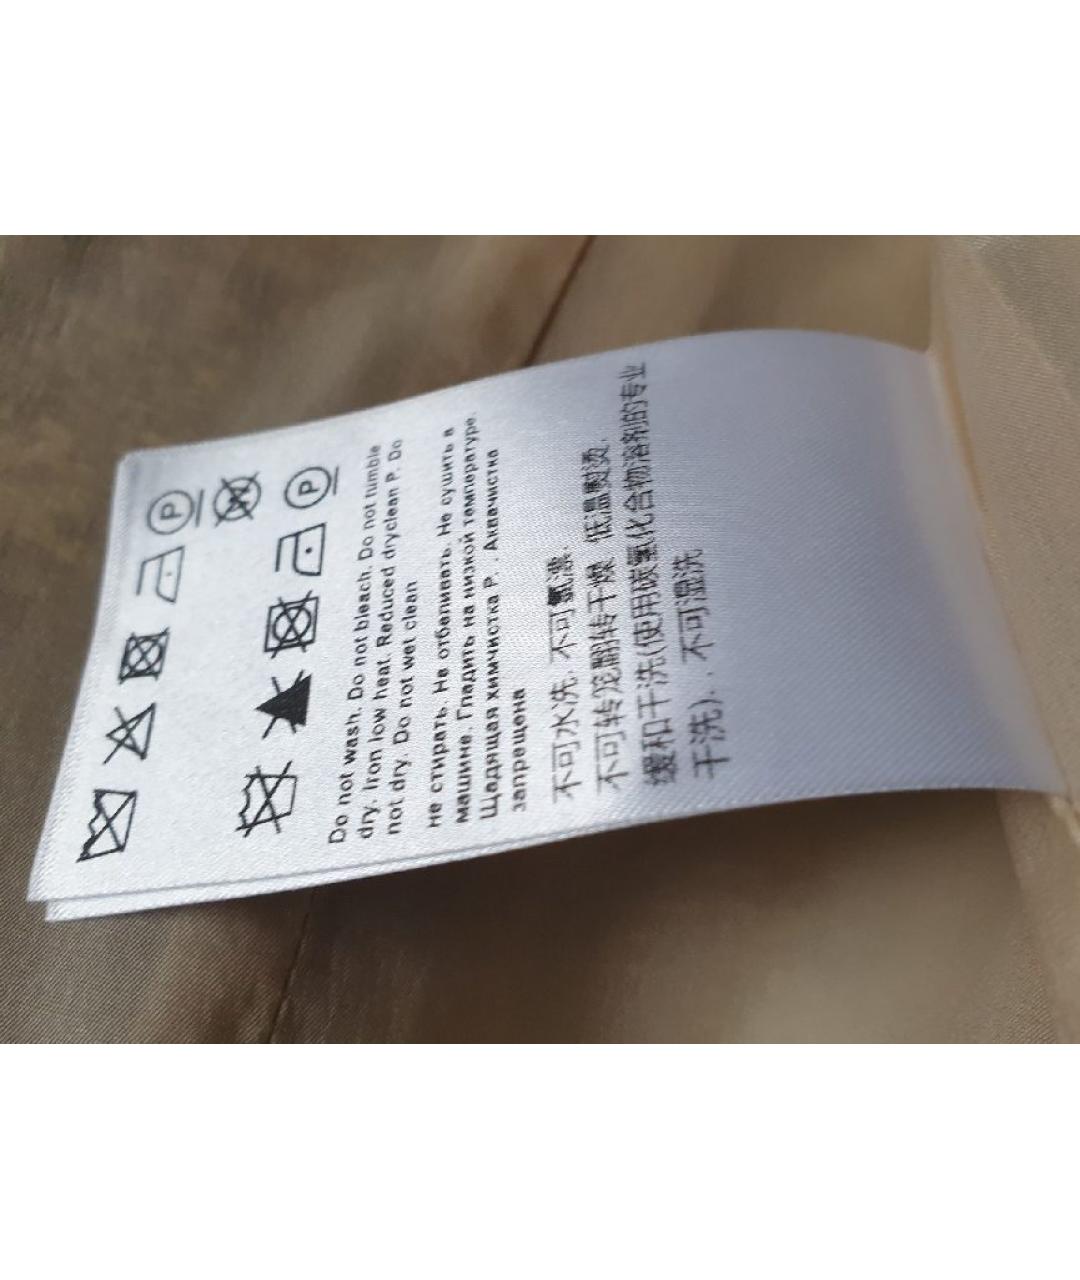 P
W
P
Do not wash. Do not bleach. Do not tumble
dry. Iron low heat. Reduced dryclean P. Do
not dry. Do not wet clean
не стирать. Не отбеливать. Не сушить в
машине. Гладить на низкой температуре.
Щадящая химчистка P . Аквачистка
запрещена
不可水洗. 不可氯漂.
不可转笼翻转干燥 低温熨烫.
缓和干洗(使用碳氢化合物溶剂的专业
干洗). . 不可湿洗